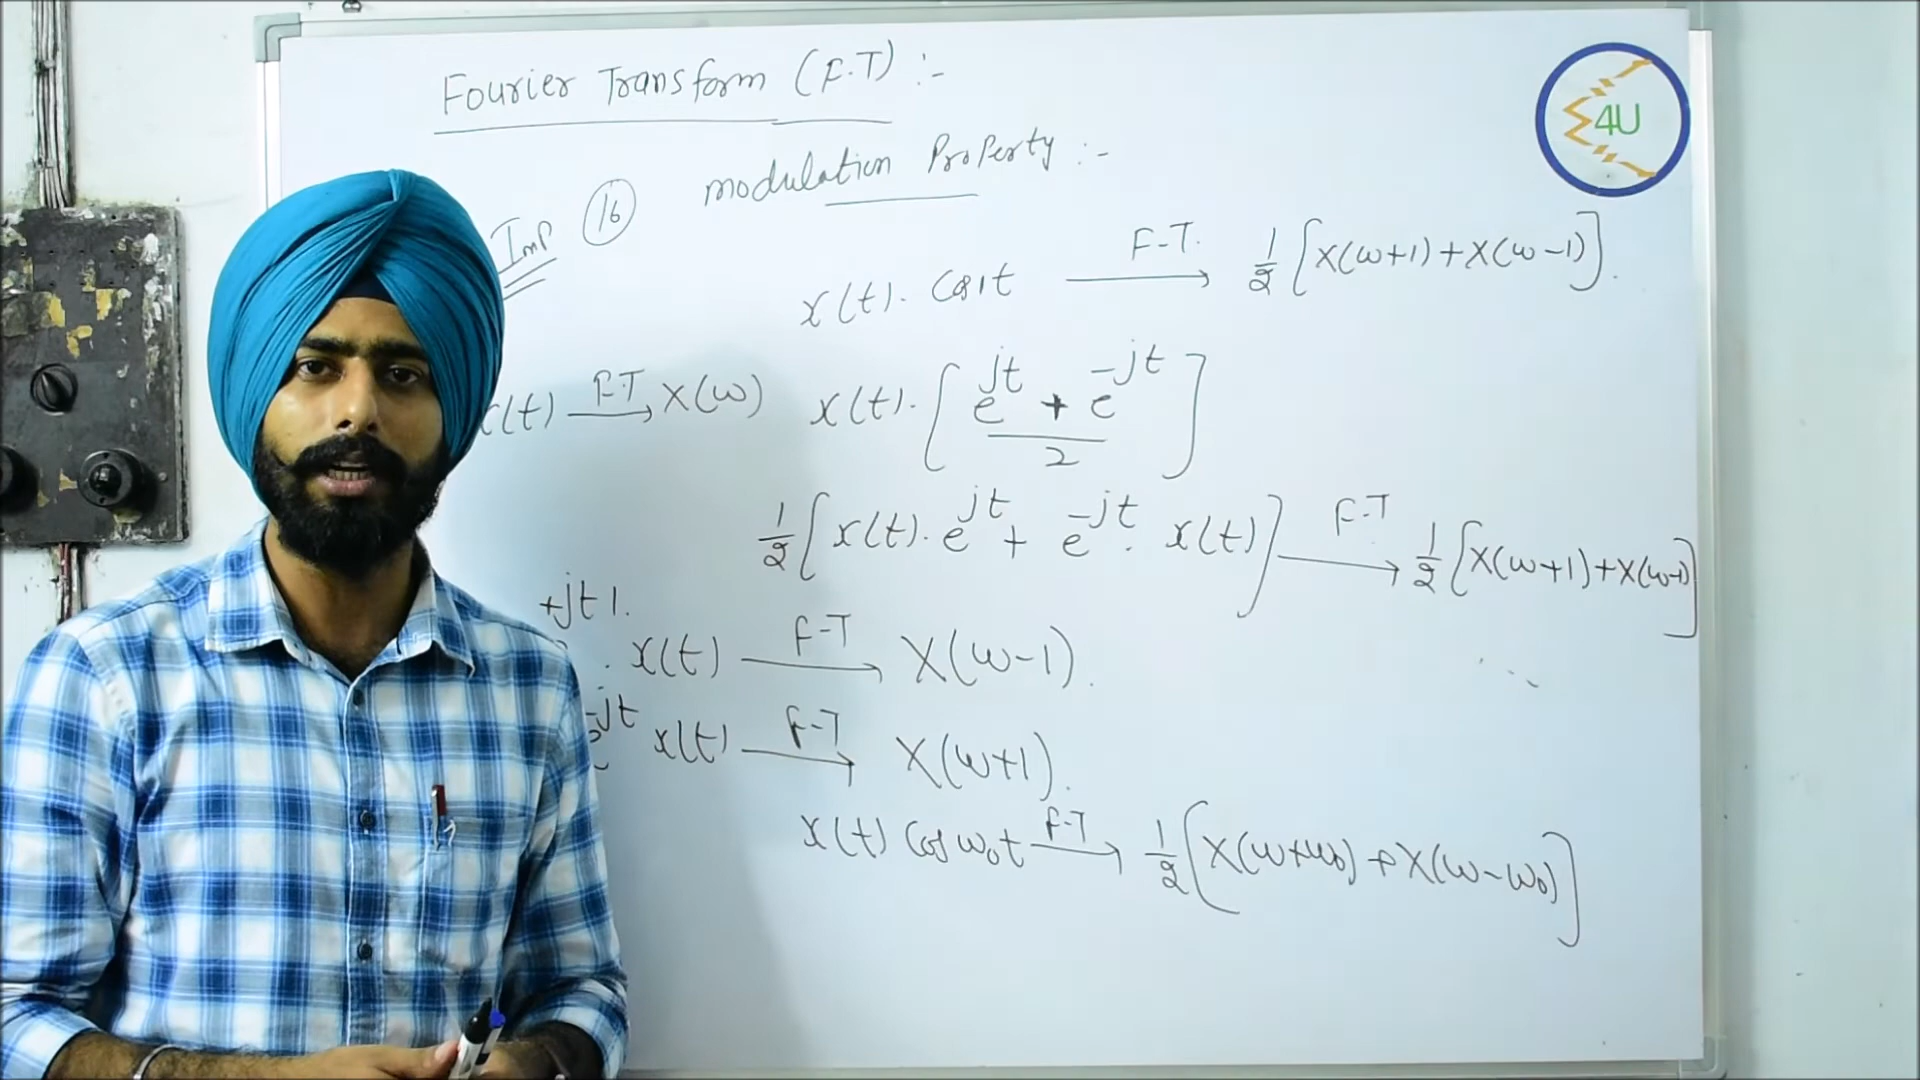 Fourier Transform (F.T) :-
Imp (16) modulation Property :-
x(t). Cos1t F-T. → 1/2 [X(ω+1)+X(ω-1)].
(t) F.T → X(ω) x(t). [e^jt + e^-jt / 2]
1/2 [x(t). e^jt + e^-jt. x(t)] F-T → 1/2 [X(ω+1)+X(ω-1)]
+jt1. . x(t) F-T → X(ω-1).
e^-jt x(t) F-T → X(ω+1).
x(t) Cos ω₀t F-T → 1/2 [X(ω+ω₀) + X(ω-ω₀)]
4U